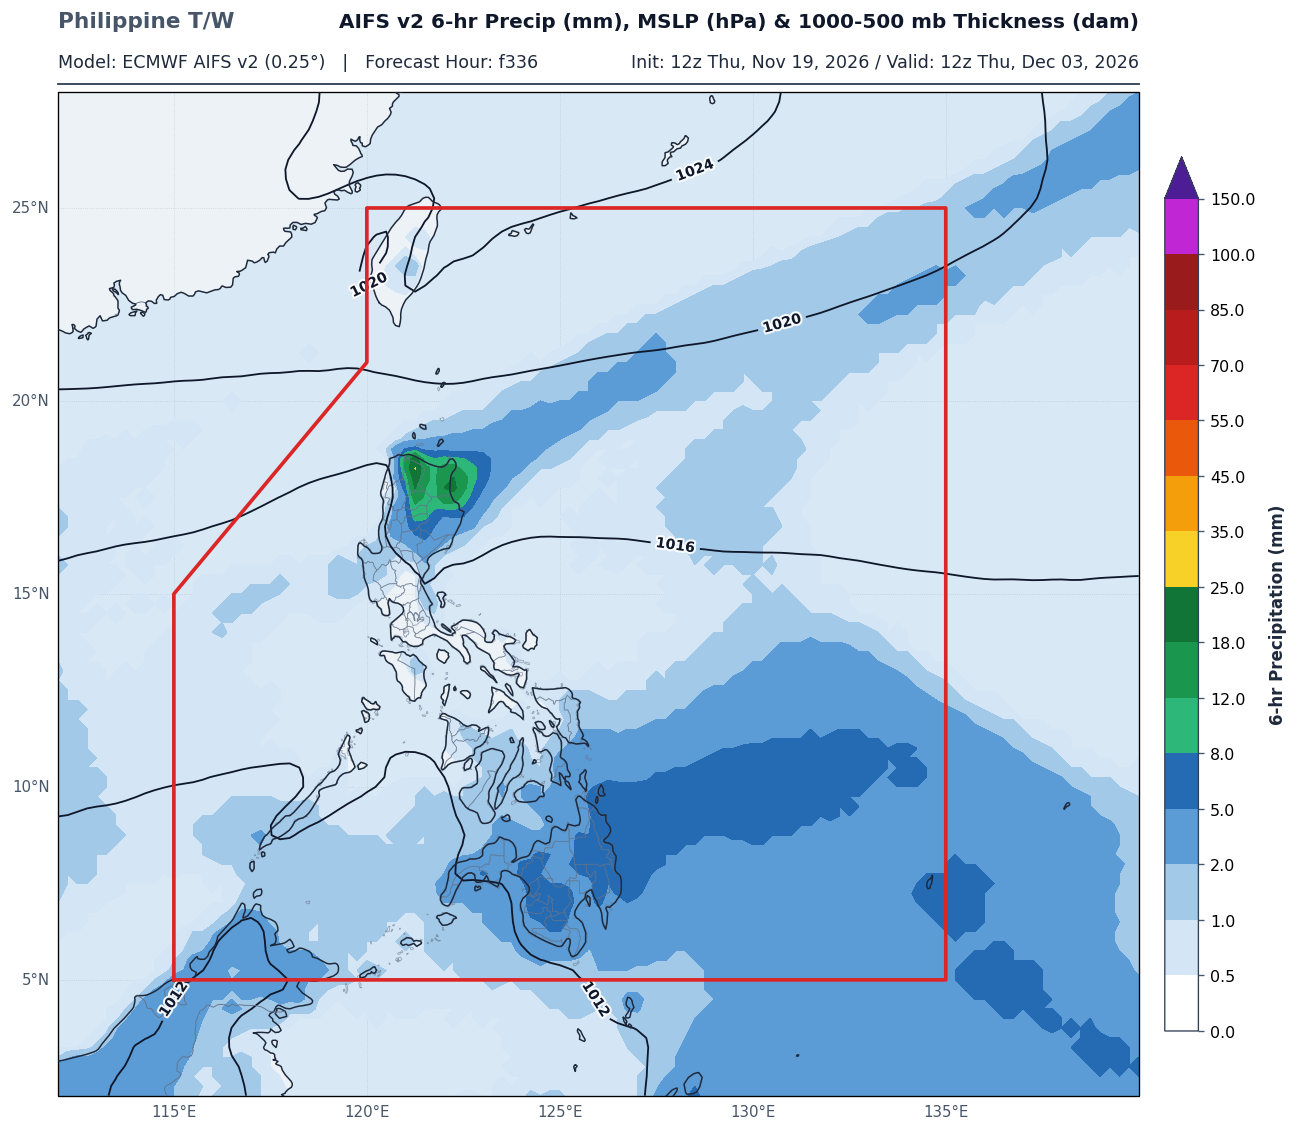 Philippine T/W
AIFS v2 6-hr Precip (mm), MSLP (hPa) & 1000-500 mb Thickness (dam)
Model: ECMWF AIFS v2 (0.25°) | Forecast Hour: f336
Init: 12z Thu, Nov 19, 2026 / Valid: 12z Thu, Dec 03, 2026
25°N
20°N
15°N
10°N
5°N
1024
1020
1020
1016
1012
1012
115°E
120°E
125°E
130°E
135°E
150.0
100.0
85.0
70.0
55.0
45.0
35.0
25.0
18.0
12.0
8.0
5.0
2.0
1.0
0.5
0.0
6-hr Precipitation (mm)